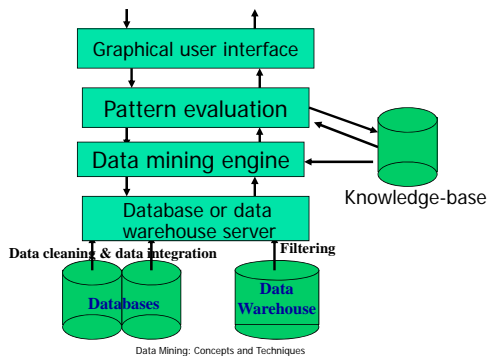 Graphical user interface
Pattern evaluation
Data mining engine
Knowledge-base
Database or data
warehouse server
Data cleaning & data integration
Filtering
Databases
Data
Warehouse
Data Mining: Concepts and Techniques